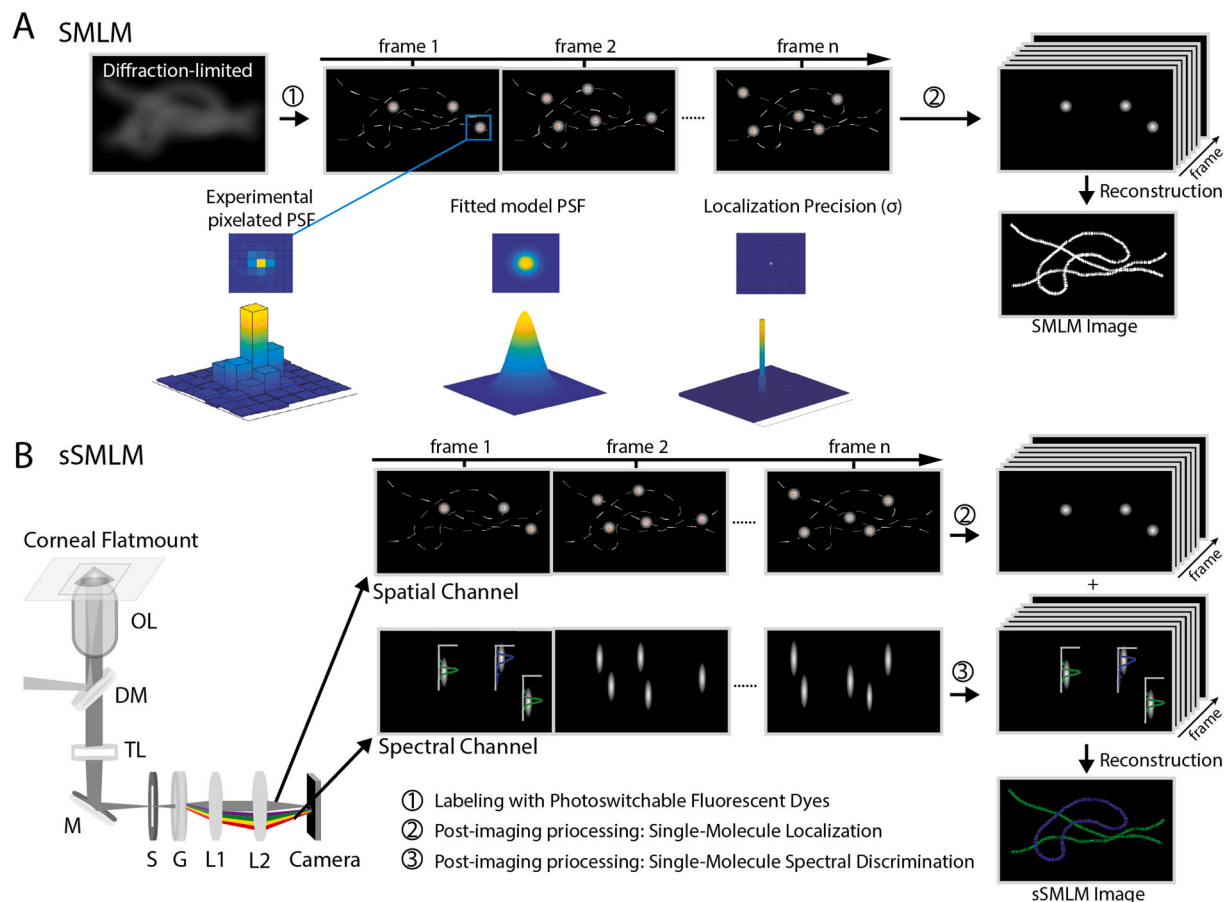 A SMLM
frame 1
frame 2
frame n
Diffraction-limited
①
......
②
frame
Reconstruction
Experimental
pixelated PSF
Fitted model PSF
Localization Precision (σ)
SMLM Image
B sSMLM
frame 1
frame 2
frame n
......
②
frame
Corneal Flatmount
Spatial Channel
+
OL
DM
......
③
TL
frame
Spectral Channel
Reconstruction
M
S G L1 L2 Camera
① Labeling with Photoswitchable Fluorescent Dyes
② Post-imaging priocessing: Single-Molecule Localization
③ Post-imaging priocessing: Single-Molecule Spectral Discrimination
sSMLM Image